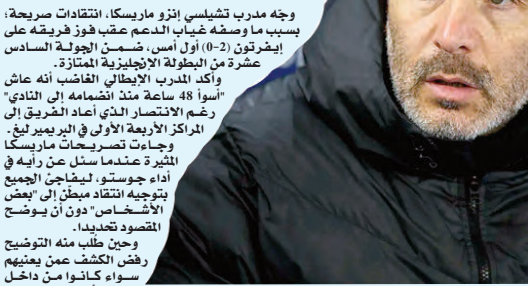 وجّه مدرب تشيلسي إنزو ماريسكا، انتقادات صريحة؛
بسبب ما وصفه غياب الدعم عقب فوز فريقه على
إيفرتون (2-0) أول أمس، ضمن الجولة السادس
عشرة من البطولة الإنجليزية الممتازة.
وأكد المدرب الإيطالي الغاضب أنه عاش
"أسوأ 48 ساعة منذ انضمامه إلى النادي"
رغم الانتصار الذي أعاد الفريق إلى
المراكز الأربعة الأولى في البريميرليغ.
وجاءت تصريحات ماريسكا
المثيرة عندما سئل عن رأيه في
أداء جوستو، ليفاجئ الجميع
بتوجيه انتقاد مبطن إلى "بعض
الأشخاص" دون أن يوضح
المقصود تحديدا.
وحين طلب منه التوضيح
رفض الكشف عمن يعنيهم
سواء كانوا من داخل